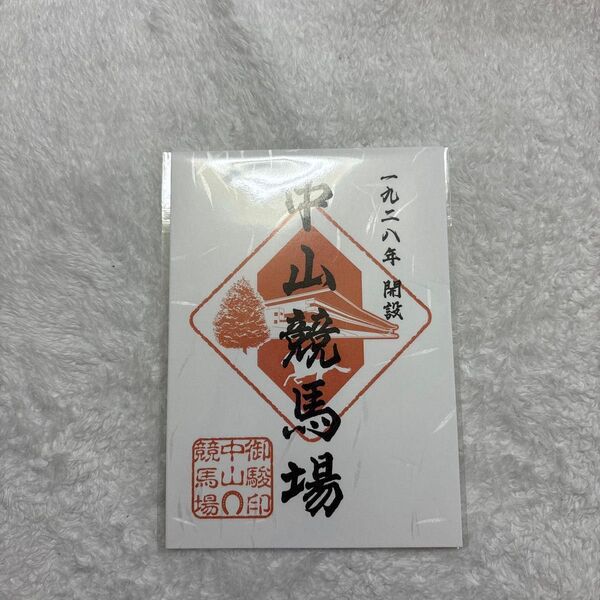 一九二八年 開設
中山競馬場
御駿印
中山
競馬場